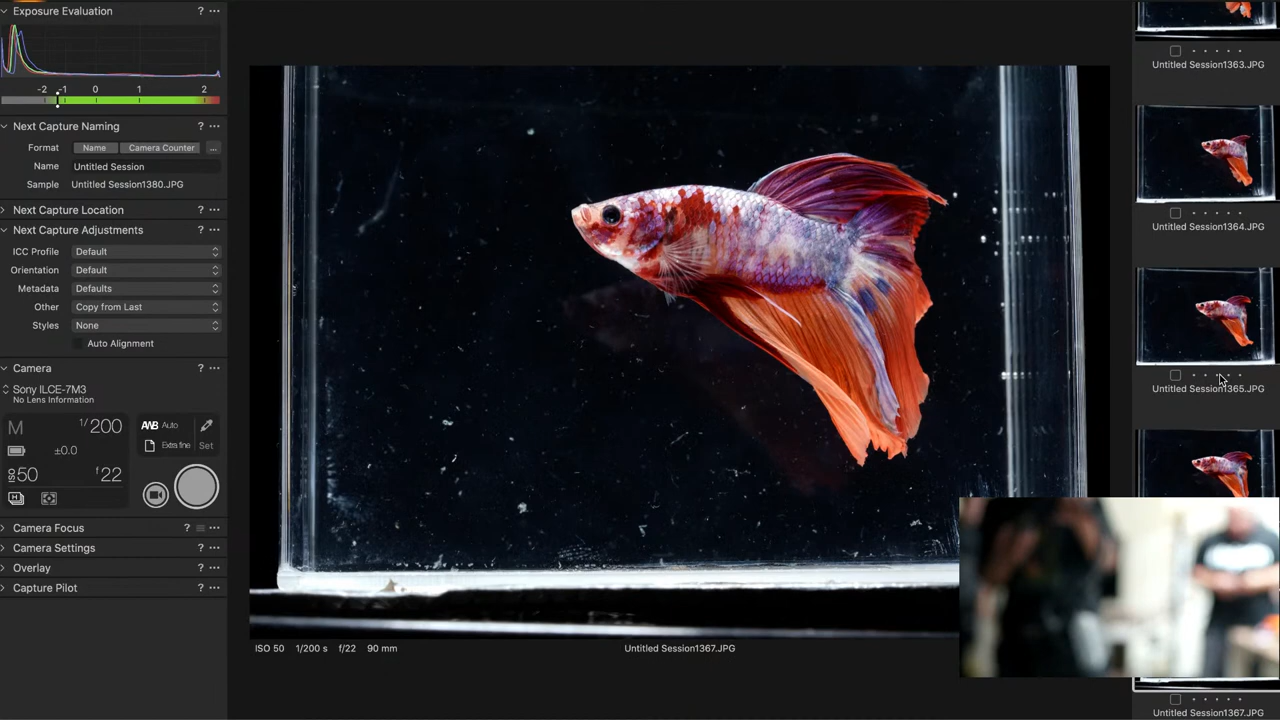 Exposure Evaluation ? ...
-2 -1 0 1 2
Next Capture Naming ? ...
Format Name Camera Counter ...
Name Untitled Session
Sample Untitled Session1380.JPG
Next Capture Location ? ...
Next Capture Adjustments ? ...
ICC Profile Default
Orientation Default
Metadata Defaults
Other Copy from Last
Styles None
Auto Alignment
Camera ? ...
Sony ILCE-7M3
No Lens Information
M 1/200 AWB Auto
±0.0 Extra fine Set
ISO 50 f22
Camera Focus ? ...
Camera Settings ? ...
Overlay ? ...
Capture Pilot ? ...
ISO 50 1/200 s f/22 90 mm
Untitled Session1367.JPG
Untitled Session1363.JPG
Untitled Session1364.JPG
Untitled Session1365.JPG
Untitled Session1367.JPG